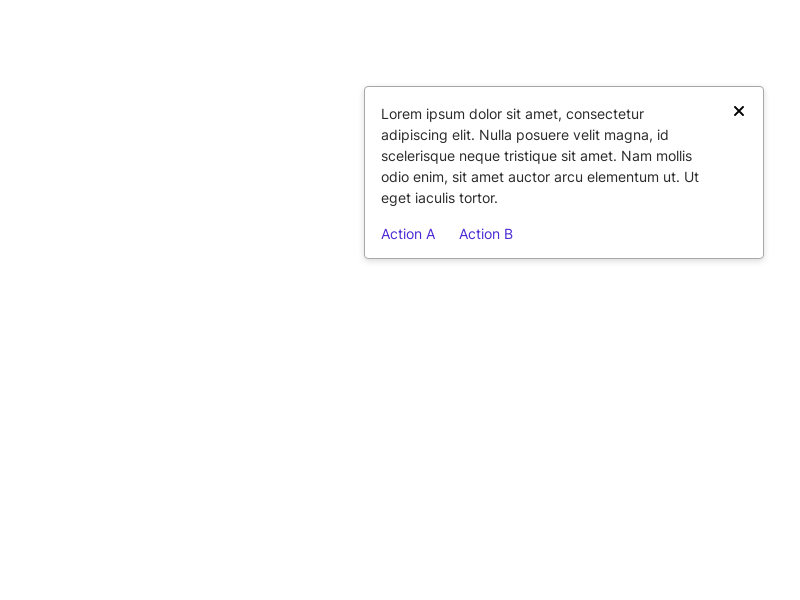 Lorem ipsum dolor sit amet, consectetur
adipiscing elit. Nulla posuere velit magna, id
scelerisque neque tristique sit amet. Nam mollis
odio enim, sit amet auctor arcu elementum ut. Ut
eget iaculis tortor.
Action A Action B